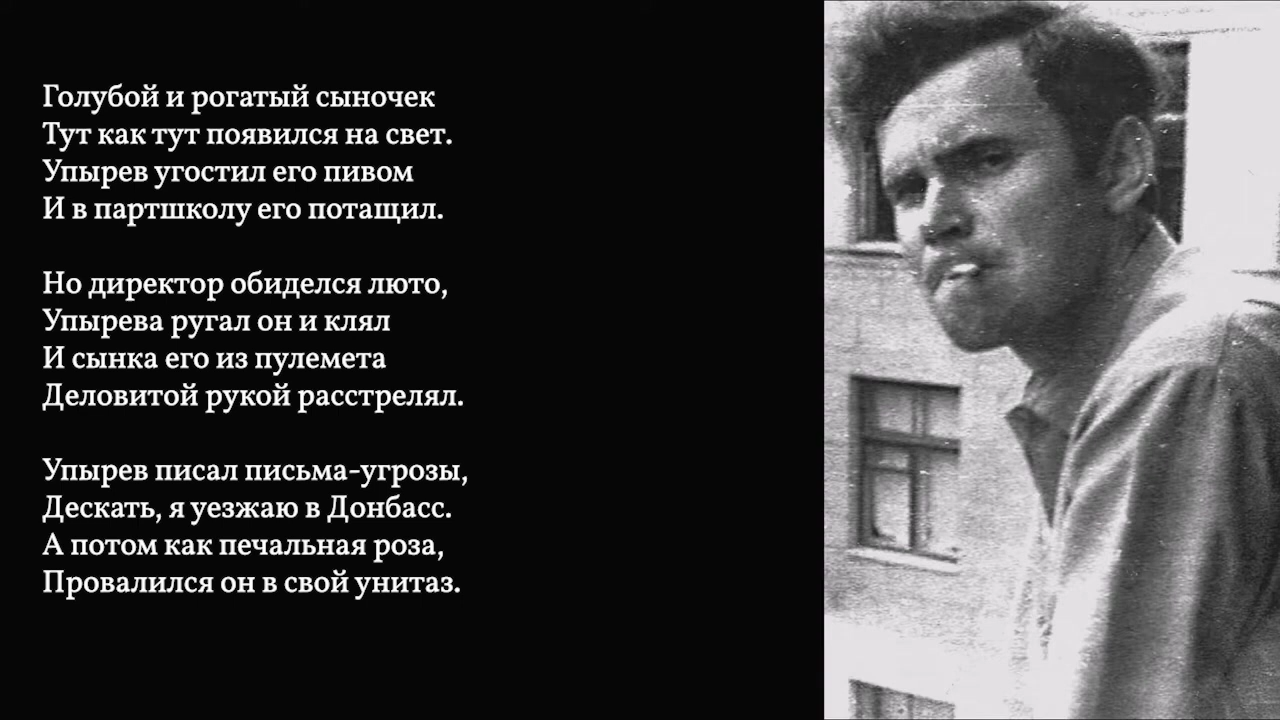 Голубой и рогатый сыночек
Тут как тут появился на свет.
Упырев угостил его пивом
И в партшколу его потащил.
Но директор обиделся люто,
Упырева ругал он и клял
И сынка его из пулемета
Деловитой рукой расстрелял.
Упырев писал письма-угрозы,
Дескать, я уезжаю в Донбасс.
А потом как печальная роза,
Провалился он в свой унитаз.